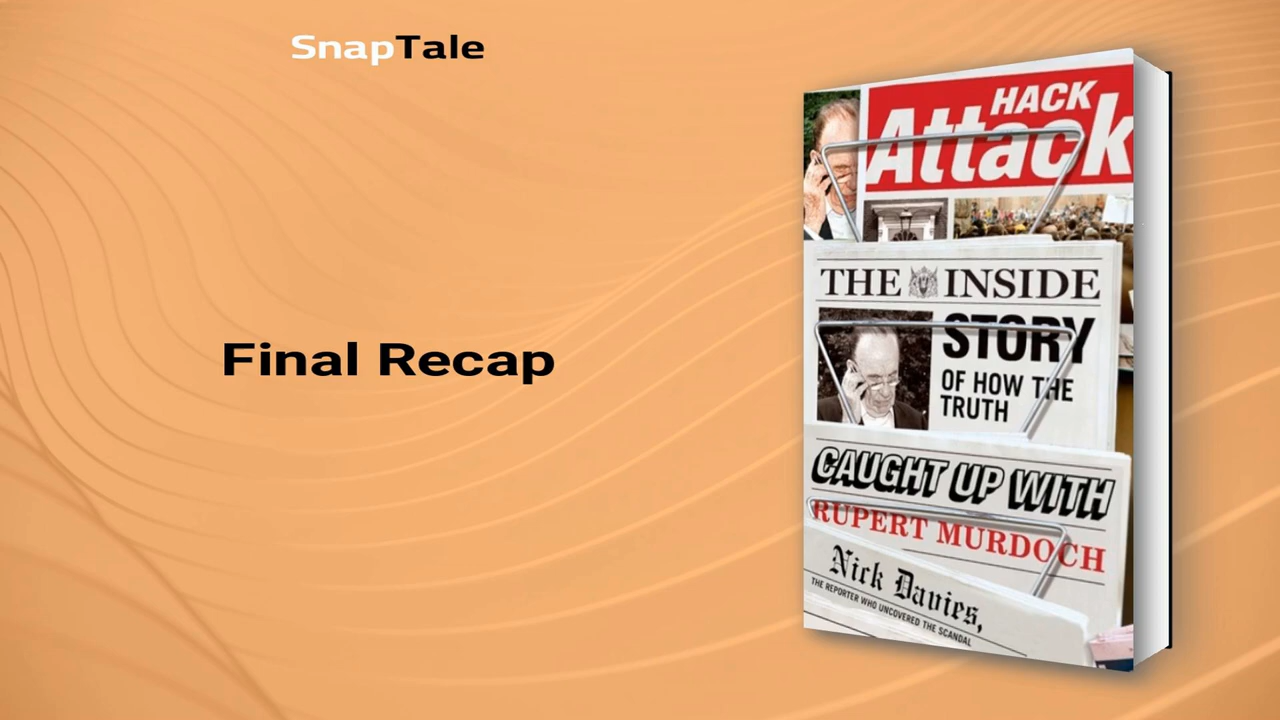 SnapTale
Final Recap
HACK
Attack
THE INSIDE
STORY
OF HOW THE
TRUTH
CAUGHT UP WITH
RUPERT MURDOCH
Nick Davies,
THE REPORTER WHO UNCOVERED THE SCANDAL